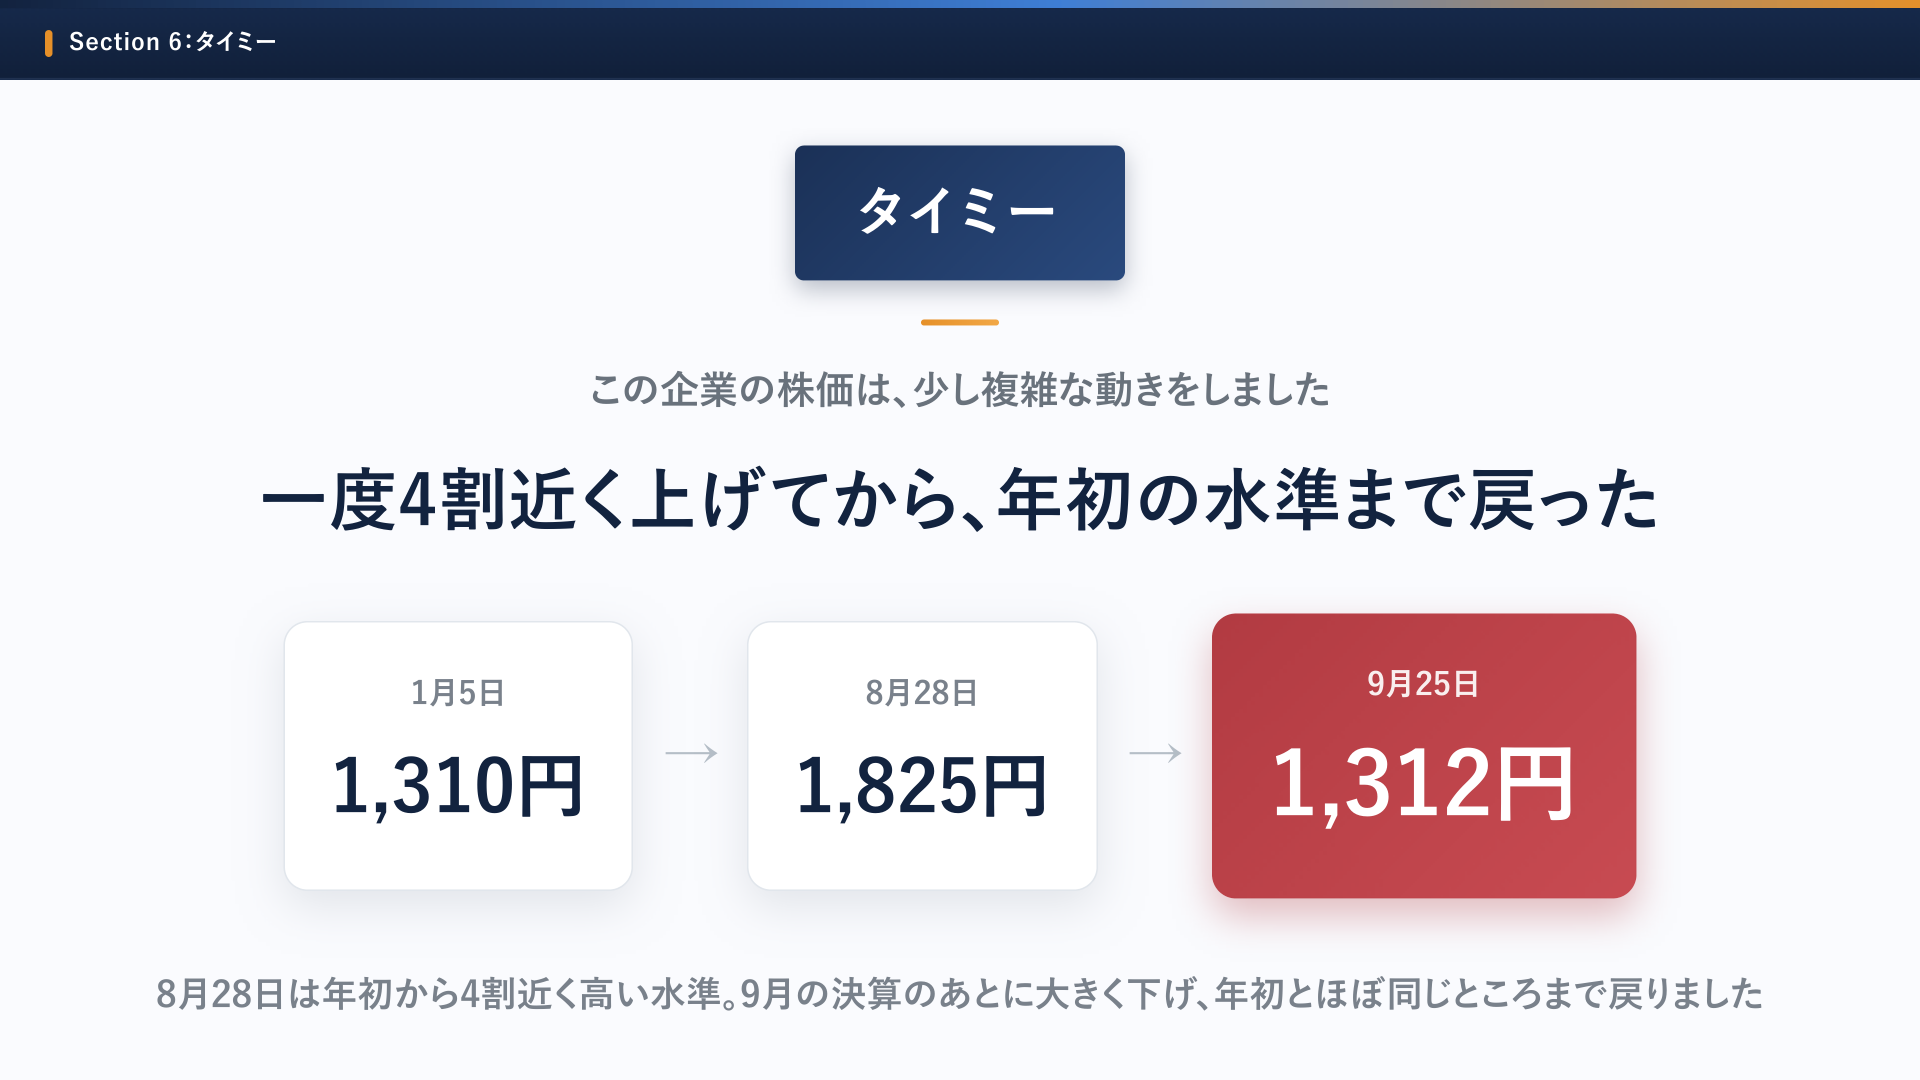 Section 6：タイミー
タイミー
この企業の株価は、少し複雑な動きをしました
一度4割近く上げてから、年初の水準まで戻った
1月5日
1,310円
→
8月28日
1,825円
→
9月25日
1,312円
8月28日は年初から4割近く高い水準。9月の決算のあとに大きく下げ、年初とほぼ同じところまで戻りました